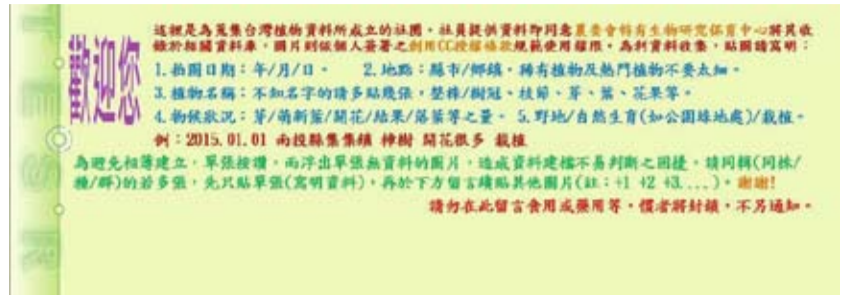 歡迎您
這裡是為蒐集台灣植物資料所成立的社團，社員提供資料即同意農委會特有生物研究保育中心將其收
錄於相關資料庫，圖片則依個人簽署之創用CC授權條款規範使用權限。為利資料收集，貼圖請寫明：
1.拍圖日期：年/月/日。 2.地點：縣市/鄉鎮，稀有植物及熱門植物不要太細。
3.植物名稱：不知名字的請多貼幾張，整株/樹冠、枝節、芽、葉、花果等。
4.物候狀況：芽/萌新葉/開花/結果/落葉等之量。 5.野地/自然生育(如公園綠地處)/栽植。
例：2015.01.01 南投縣集集鎮 樟樹 開花很多 栽植
為避免相簿建立，單張按讚，而浮出單張無資料的圖片，造成資料建檔不易判斷之困擾，請同輯(同株/
種/群)的若多張，先只貼單張(寫明資料)，再於下方留言續貼其他圖片(註：+1 +2 +3....)。謝謝!
請勿在此留言食用或藥用等，慣者將封鎖，不另通知。